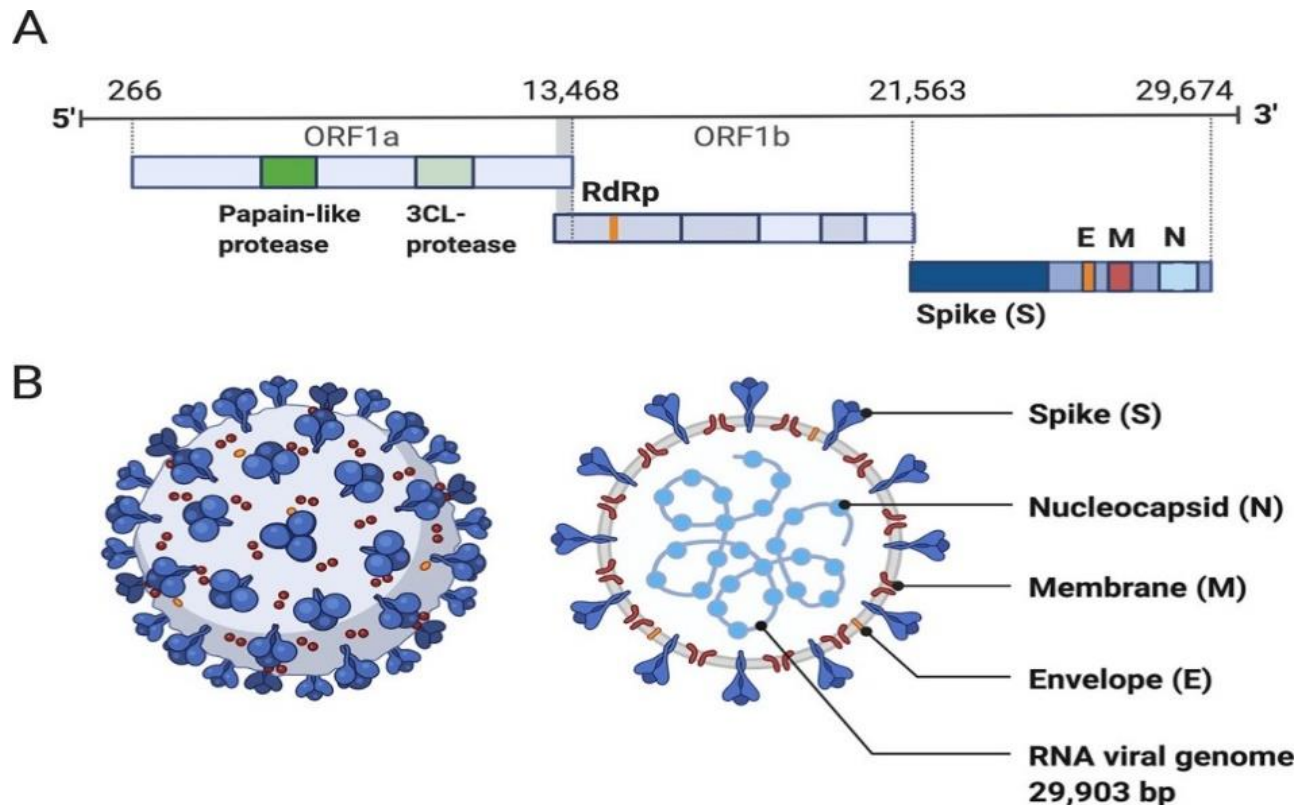 A
266 13,468 21,563 29,674
5' 3'
ORF1a ORF1b
RdRp
Papain-like
protease
3CL-
protease
E M N
Spike (S)
B
Spike (S)
Nucleocapsid (N)
Membrane (M)
Envelope (E)
RNA viral genome
29,903 bp